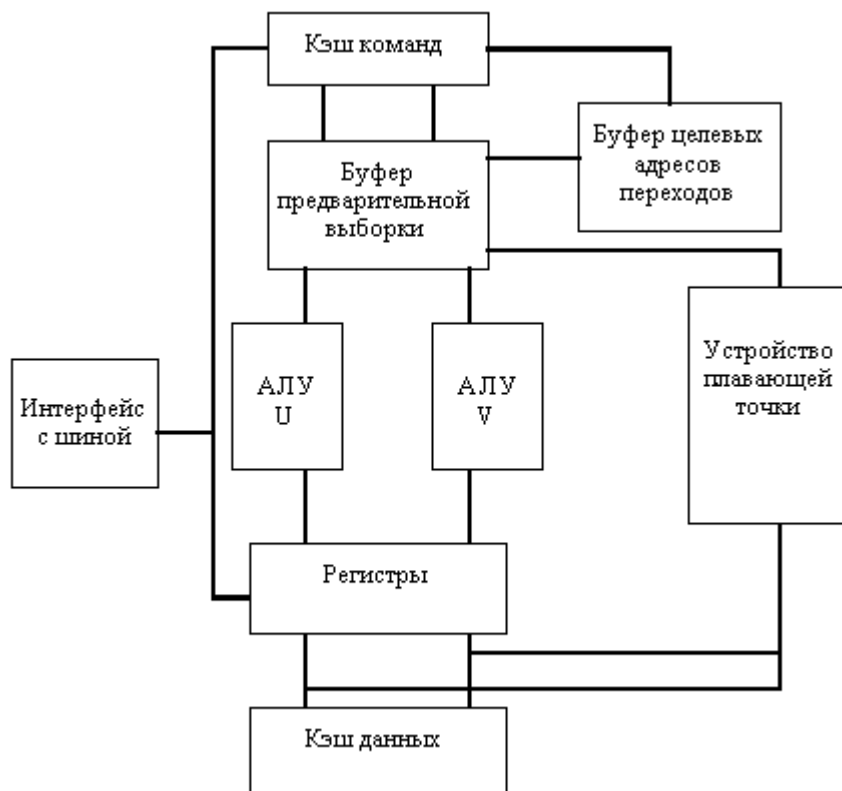 Кэш команд
Буфер целевых
адресов
переходов
Буфер
предварительной
выборки
Интерфейс
с шиной
АЛУ
U
АЛУ
V
Устройство
плавающей
точки
Регистры
Кэш данных